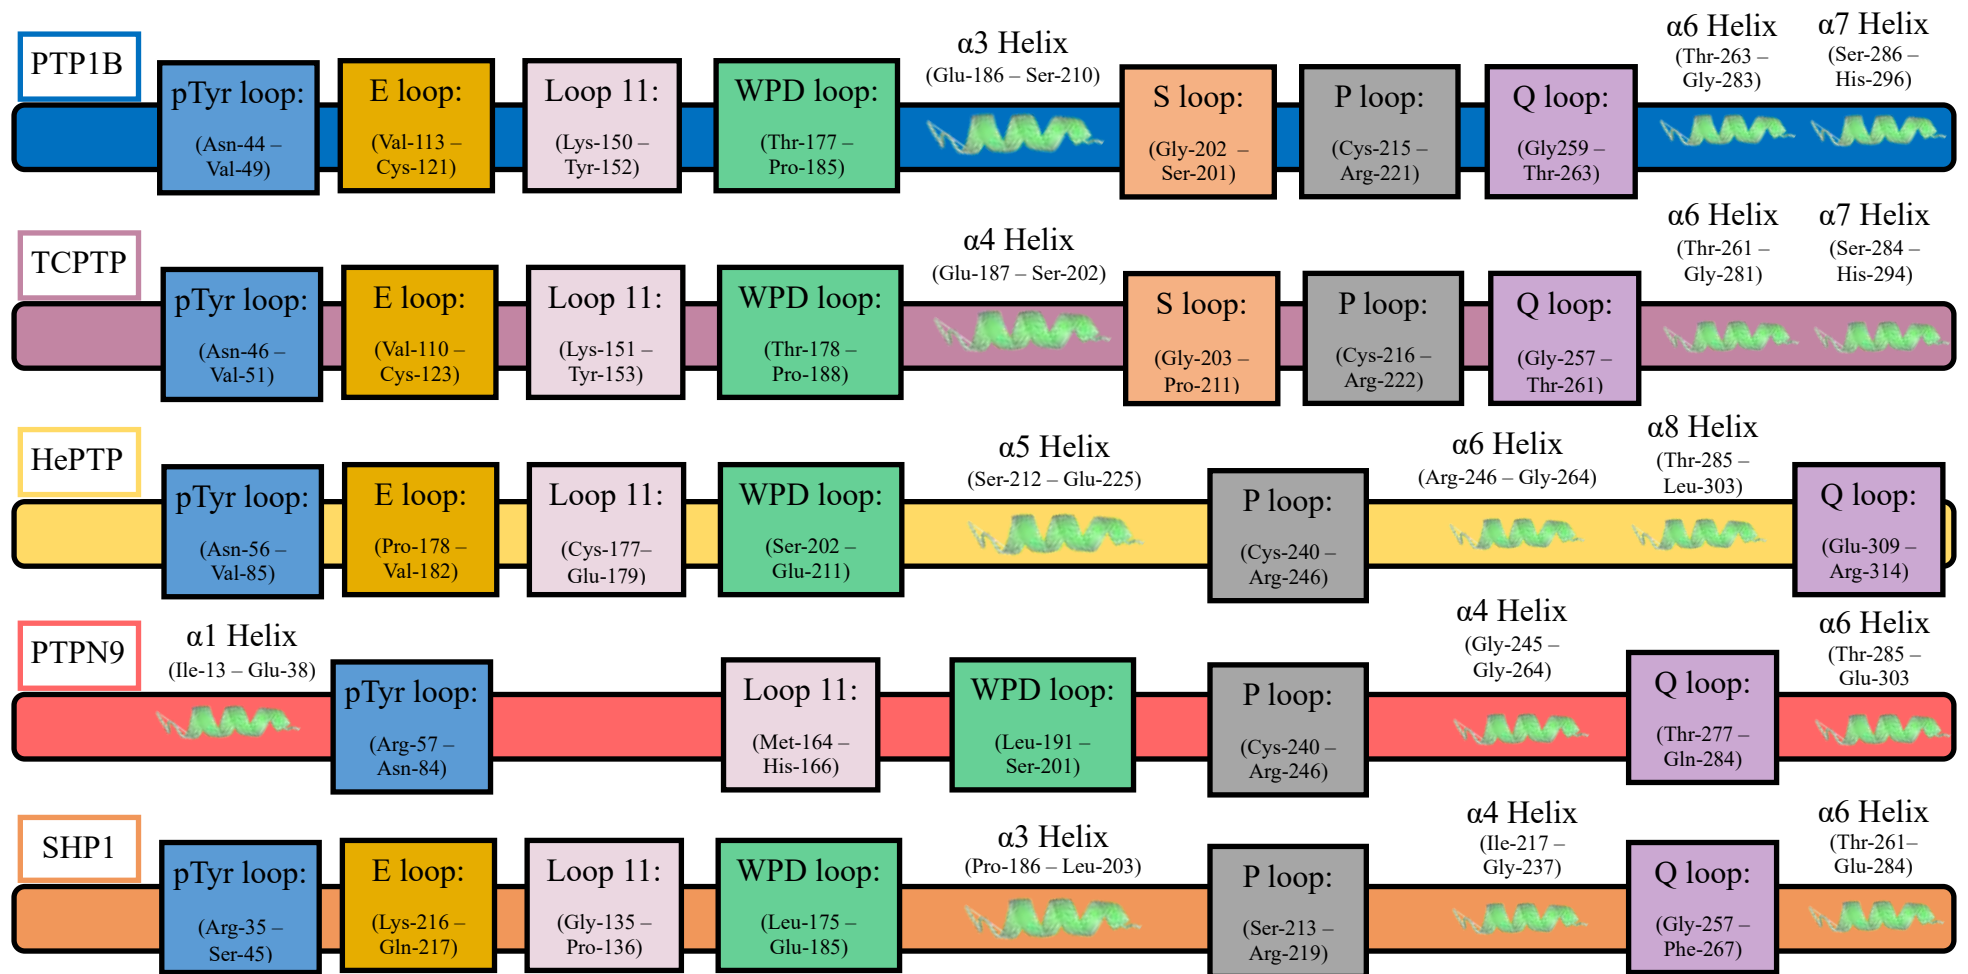 PTP1B
pTyr loop:
(Asn-44 –
Val-49)
E loop:
(Val-113 –
Cys-121)
Loop 11:
(Lys-150 –
Tyr-152)
WPD loop:
(Thr-177 –
Pro-185)
α3 Helix
(Glu-186 – Ser-210)
S loop:
(Gly-202 –
Ser-201)
P loop:
(Cys-215 –
Arg-221)
Q loop:
(Gly259 –
Thr-263)
α6 Helix
(Thr-263 –
Gly-283)
α7 Helix
(Ser-286 –
His-296)
TCPTP
pTyr loop:
(Asn-46 –
Val-51)
E loop:
(Val-110 –
Cys-123)
Loop 11:
(Lys-151 –
Tyr-153)
WPD loop:
(Thr-178 –
Pro-188)
α4 Helix
(Glu-187 – Ser-202)
S loop:
(Gly-203 –
Pro-211)
P loop:
(Cys-216 –
Arg-222)
Q loop:
(Gly-257 –
Thr-261)
α6 Helix
(Thr-261 –
Gly-281)
α7 Helix
(Ser-284 –
His-294)
HePTP
pTyr loop:
(Asn-56 –
Val-85)
E loop:
(Pro-178 –
Val-182)
Loop 11:
(Cys-177–
Glu-179)
WPD loop:
(Ser-202 –
Glu-211)
α5 Helix
(Ser-212 – Glu-225)
P loop:
(Cys-240 –
Arg-246)
α6 Helix
(Arg-246 – Gly-264)
α8 Helix
(Thr-285 –
Leu-303)
Q loop:
(Glu-309 –
Arg-314)
PTPN9
α1 Helix
(Ile-13 – Glu-38)
pTyr loop:
(Arg-57 –
Asn-84)
Loop 11:
(Met-164 –
His-166)
WPD loop:
(Leu-191 –
Ser-201)
P loop:
(Cys-240 –
Arg-246)
α4 Helix
(Gly-245 –
Gly-264)
Q loop:
(Thr-277 –
Gln-284)
α6 Helix
(Thr-285 –
Glu-303
SHP1
pTyr loop:
(Arg-35 –
Ser-45)
E loop:
(Lys-216 –
Gln-217)
Loop 11:
(Gly-135 –
Pro-136)
WPD loop:
(Leu-175 –
Glu-185)
α3 Helix
(Pro-186 – Leu-203)
P loop:
(Ser-213 –
Arg-219)
α4 Helix
(Ile-217 –
Gly-237)
Q loop:
(Gly-257 –
Phe-267)
α6 Helix
(Thr-261–
Glu-284)